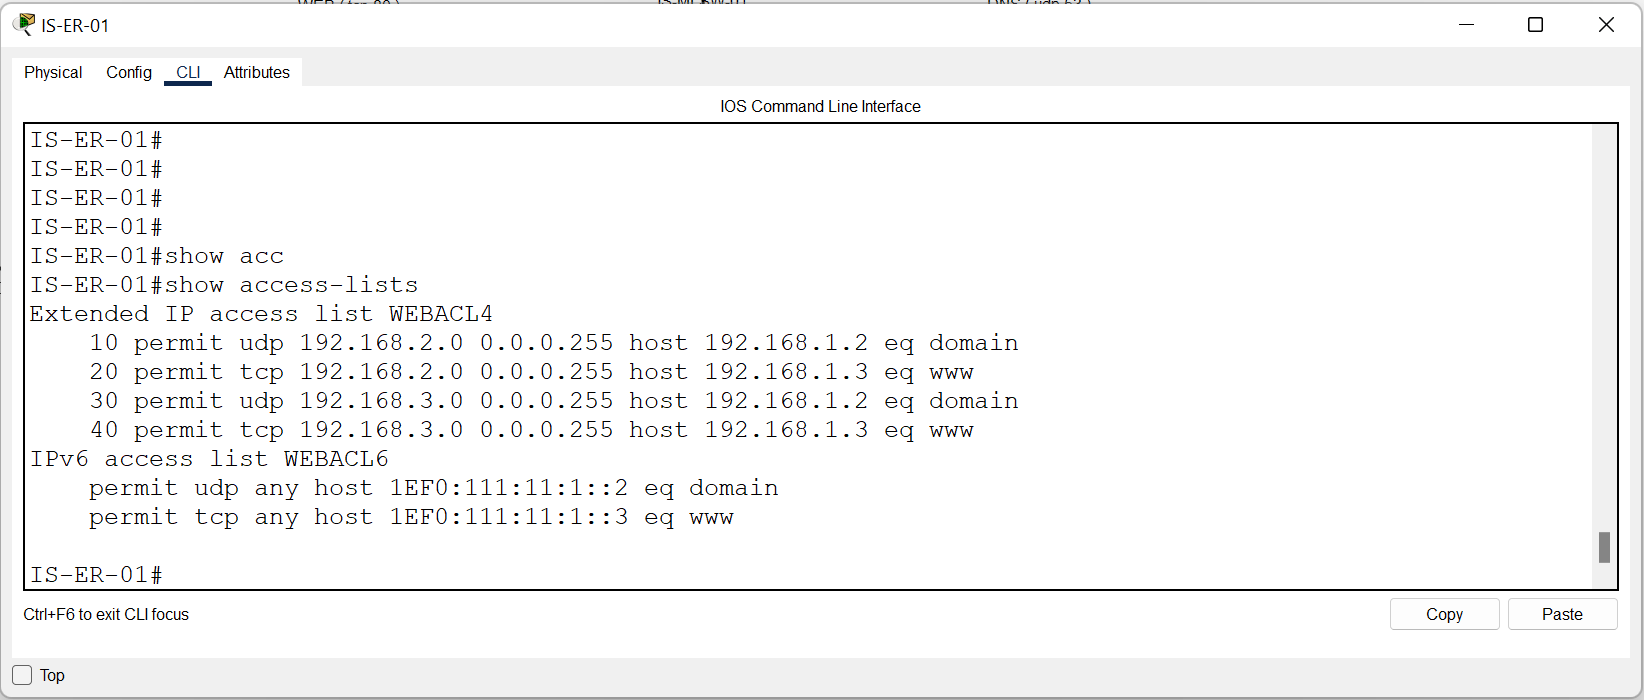 IS-ER-01
Physical Config CLI Attributes
IOS Command Line Interface
IS-ER-01#
IS-ER-01#
IS-ER-01#
IS-ER-01#
IS-ER-01#show acc
IS-ER-01#show access-lists
Extended IP access list WEBACL4
    10 permit udp 192.168.2.0 0.0.0.255 host 192.168.1.2 eq domain
    20 permit tcp 192.168.2.0 0.0.0.255 host 192.168.1.3 eq www
    30 permit udp 192.168.3.0 0.0.0.255 host 192.168.1.2 eq domain
    40 permit tcp 192.168.3.0 0.0.0.255 host 192.168.1.3 eq www
IPv6 access list WEBACL6
    permit udp any host 1EF0:111:11:1::2 eq domain
    permit tcp any host 1EF0:111:11:1::3 eq www
IS-ER-01#
Ctrl+F6 to exit CLI focus
Copy Paste
Top